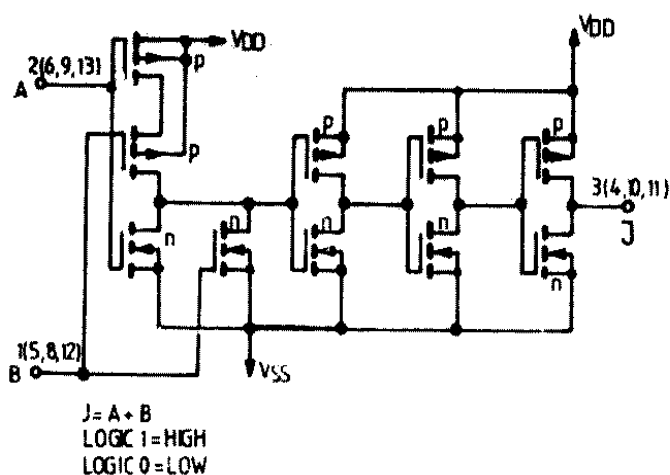 VDD
VDD
2(6,9,13)
A
p
p
p
p
p
3(4,10,11)
J
n
n
n
n
n
1(5,8,12)
B
VSS
J= A + B
LOGIC 1 = HIGH
LOGIC 0 = LOW